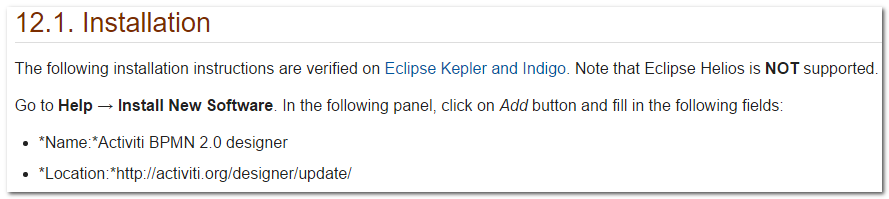 12.1. Installation
The following installation instructions are verified on Eclipse Kepler and Indigo. Note that Eclipse Helios is NOT supported.
Go to Help → Install New Software. In the following panel, click on Add button and fill in the following fields:
• *Name:*Activiti BPMN 2.0 designer
• *Location:*http://activiti.org/designer/update/